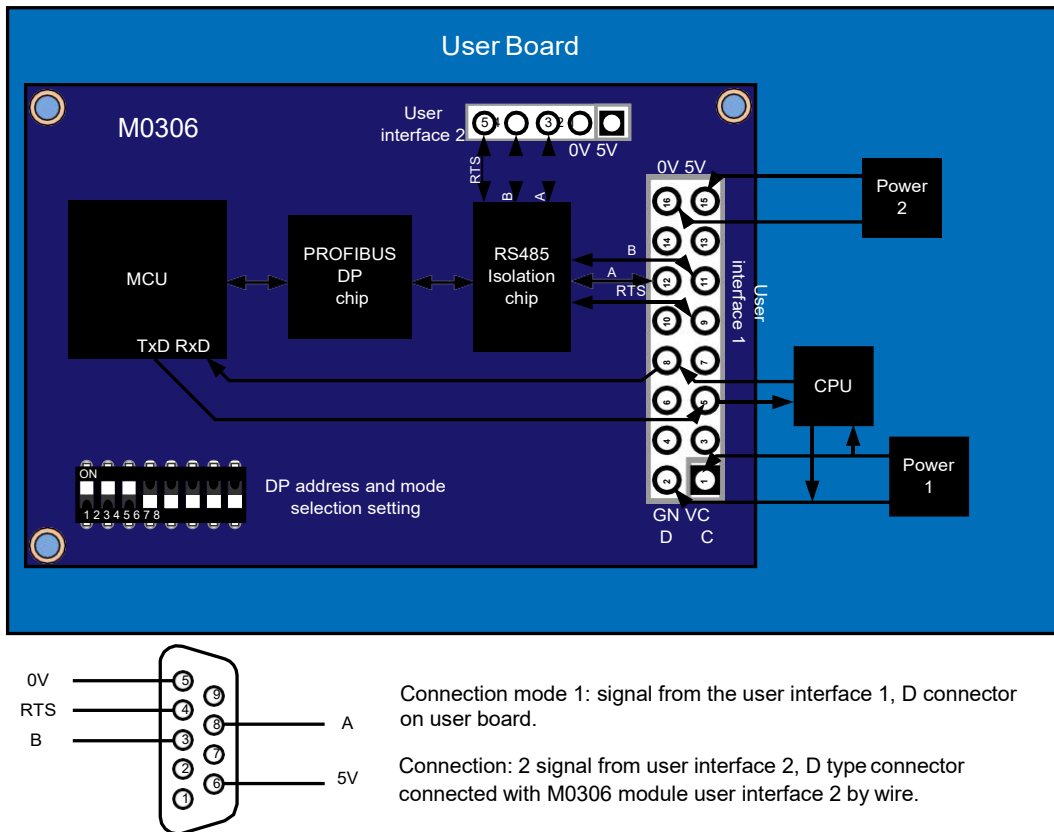 User Board
M0306
User
interface 2
5 4 3 2
0V 5V
RTS
B
A
0V 5V
16 15
14 13
12 11
10 9
8 7
6 5
4 3
2 1
GN VC
D C
User
interface 1
Power
2
MCU
TxD RxD
PROFIBUS
DP
chip
RS485
Isolation
chip
B
A
RTS
CPU
Power
1
ON
1 2 3 4 5 6 7 8
DP address and mode
selection setting
0V
RTS
B
5
4
3
2
1
9
8
7
6
A
5V
Connection mode 1: signal from the user interface 1, D connector
on user board.
Connection: 2 signal from user interface 2, D type connector
connected with M0306 module user interface 2 by wire.